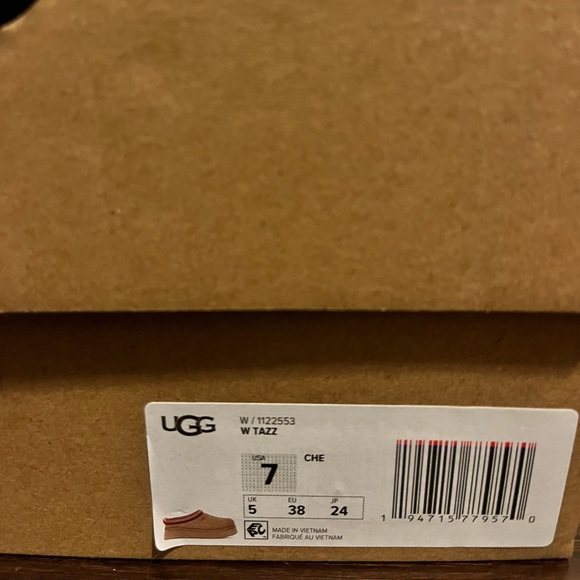 UGG
W / 1122553
W TAZZ
USA
7
CHE
UK EU JP
5 38 24
MADE IN VIETNAM
FABRIQUÉ AU VIETNAM
1 94715 77957 0